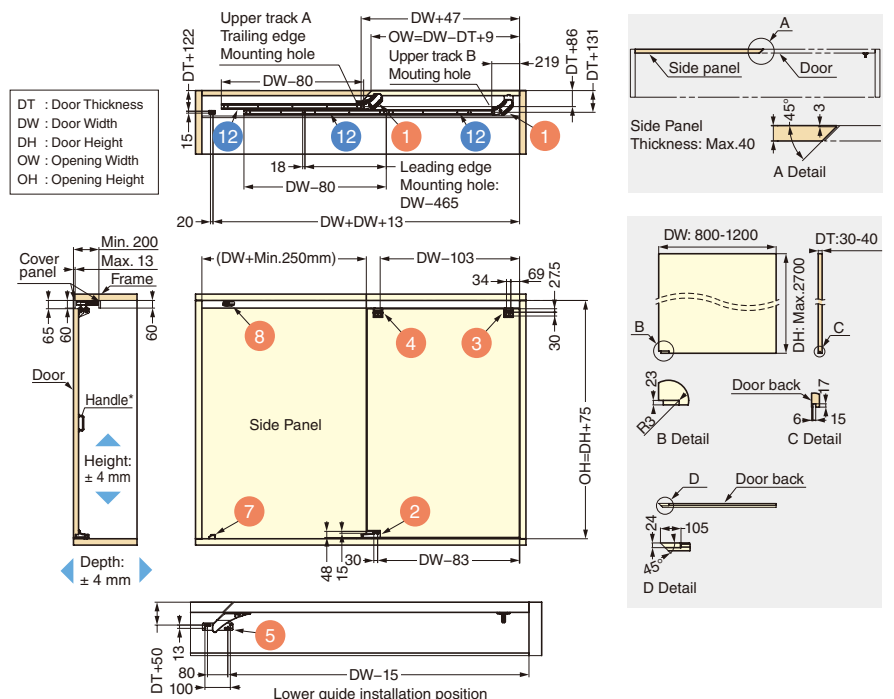 DT+122
Upper track A
Trailing edge
Mounting hole
DW−80
DW+47
OW=DW−DT+9
Upper track B
Mouting hole
219
DT+86
DT+131
15
12
12
1
12
1
18
DW−80
Leading edge
Mounting hole:
DW−465
20
DW+DW+13
DT : Door Thickness
DW : Door Width
DH : Door Height
OW : Opening Width
OH : Opening Height
A
Side panel
Door
Side Panel
Thickness: Max.40
45°
3
A Detail
Min. 200
Cover
panel
Max. 13
Frame
65
60
60
Door
Handle*
Height:
± 4 mm
Depth:
± 4 mm
(DW+Min.250mm)
DW−103
34
69
27.5
30
8
4
3
Side Panel
OH=DH+75
7
2
48
15
30
DW−83
DW: 800-1200
DT:30-40
DH: Max.2700
B
C
23
R3
B Detail
Door back
17
6
15
C Detail
D
Door back
24
105
45°
D Detail
DT+50
13
5
80
100
DW−15
Lower guide installation position